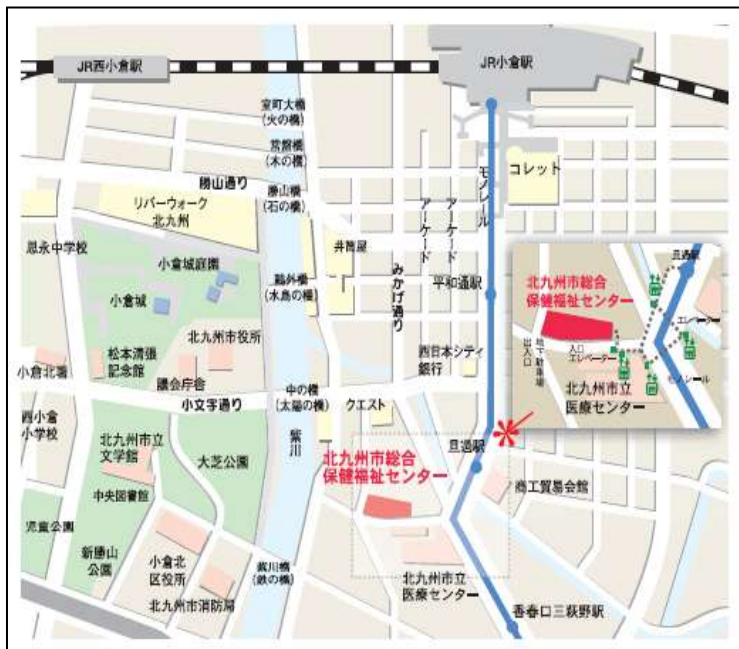 JR西小倉駅
JR小倉駅
室町大橋
(火の橋)
常盤橋
(木の橋)
勝山通り
勝山橋
(石の橋)
リバーウォーク
北九州
コレット
モノレール
アーケード
アーケード
思永中学校
小倉城庭園
井筒屋
みかげ通り
鷗外橋
(水鳥の橋)
平和通駅
小倉城
北九州市役所
松本清張
記念館
議会庁舎
小倉北署
西日本シティ
銀行
中の橋
(太陽の橋)
クエスト
小文字通り
西小倉
小学校
紫川
旦過駅
北九州市立
文学館
大芝公園
北九州市総合
保健福祉センター
商工貿易会館
中央図書館
児童公園
新勝山
公園
小倉北
区役所
紫川橋
(鉄の橋)
北九州市消防局
北九州市立
医療センター
香春口三萩野駅
旦過駅
北九州市総合
保健福祉センター
エレベーター
地下駐車場
出入口
入口
エレベーター
モノレール
北九州市立
医療センター